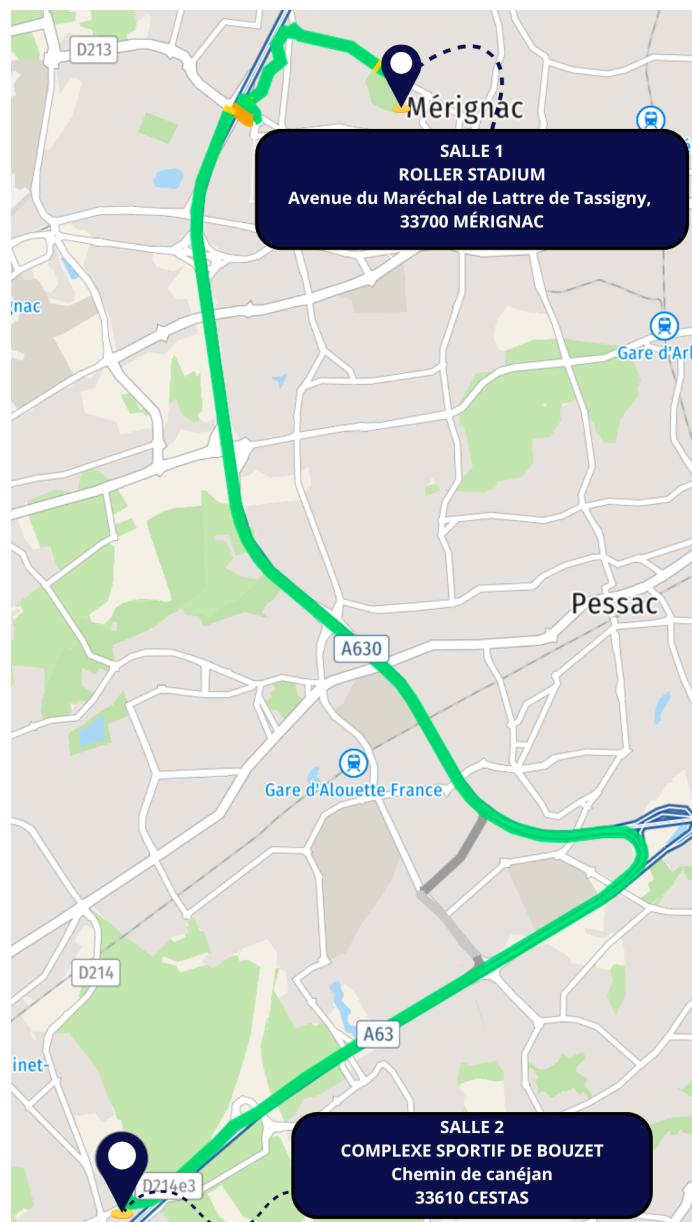 D213
Mérignac
SALLE 1
ROLLER STADIUM
Avenue du Maréchal de Lattre de Tassigny,
33700 MÉRIGNAC
gnac
Gare d'Arl
Pessac
A630
Gare d'Alouette France
D214
A63
inet-
SALLE 2
COMPLEXE SPORTIF DE BOUZET
Chemin de canéjan
33610 CESTAS
D214e3